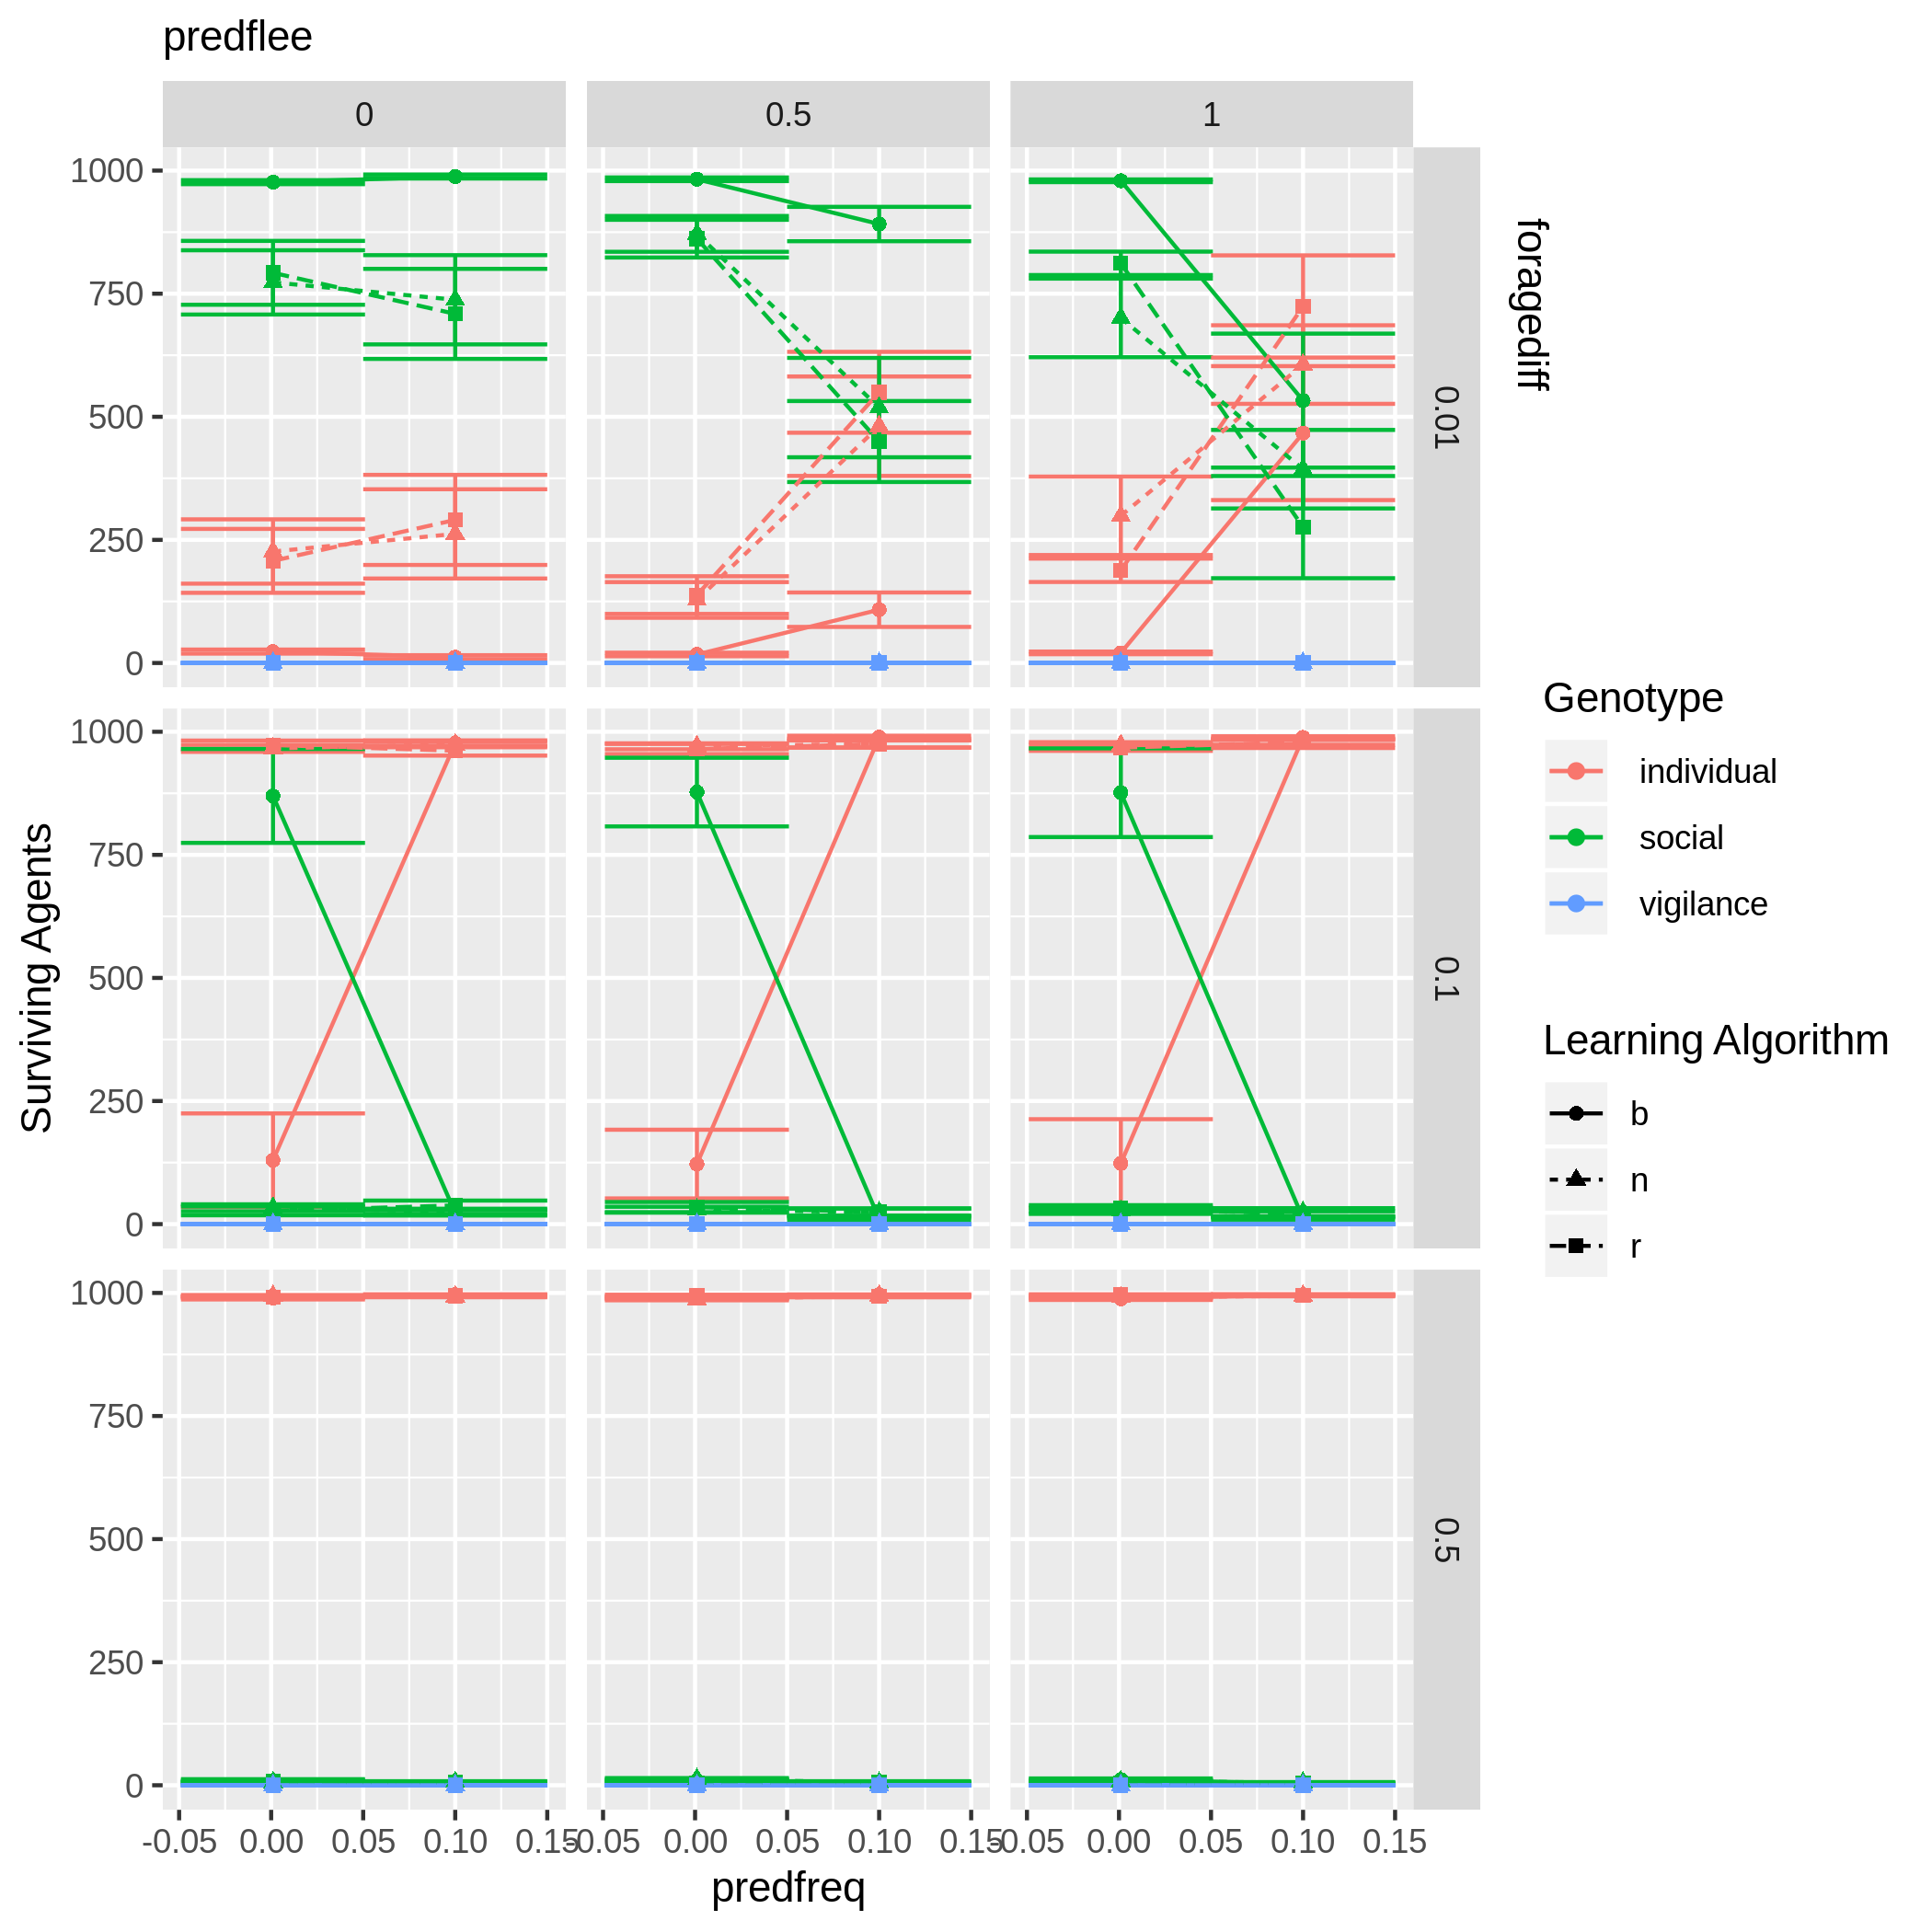 predflee
0 0.5 1
1000
750
500
250
0
0.01
foragediff
1000
750
500
250
0
0.1
1000
750
500
250
0
0.5
Surviving Agents
-0.05 0.00 0.05 0.10 0.15 -0.05 0.00 0.05 0.10 0.15 -0.05 0.00 0.05 0.10 0.15
predfreq
Genotype
individual
social
vigilance
Learning Algorithm
b
n
r